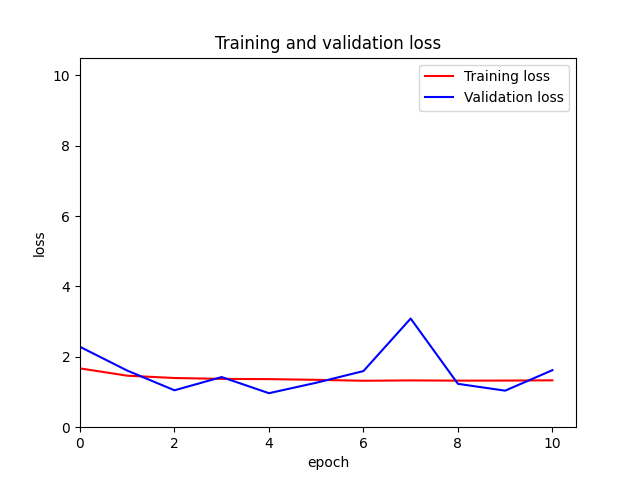 Training and validation loss
Training loss
Validation loss
10
8
6
4
2
0
loss
0 2 4 6 8 10
epoch